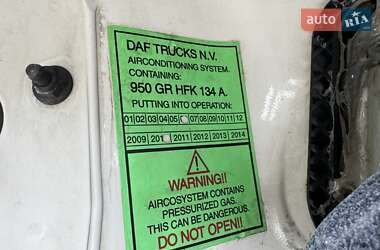 auto RIA
DAF TRUCKS N.V.
AIRCONDITIONING SYSTEM.
CONTAINING:
950 GR HFK 134 A.
PUTTING INTO OPERATION:
01/02/03/04/05/ /07/08/09/10/11/12
2009 201 2011 2012 2013 2014
WARNING!!
AIRCOSYSTEM CONTAINS
PRESSURIZED GAS.
THIS CAN BE DANGEROUS.
DO NOT OPEN!!